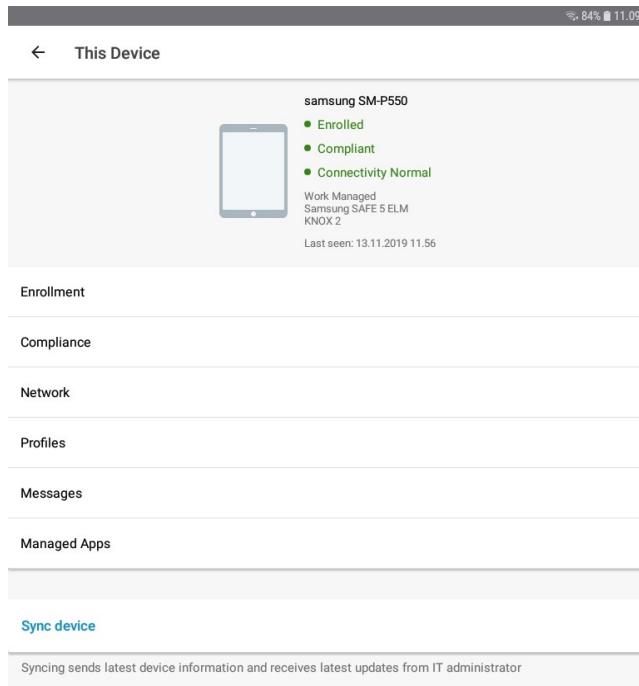 84% 11.09
This Device
samsung SM-P550
Enrolled
Compliant
Connectivity Normal
Work Managed
Samsung SAFE 5 ELM
KNOX 2
Last seen: 13.11.2019 11.56
Enrollment
Compliance
Network
Profiles
Messages
Managed Apps
Sync device
Syncing sends latest device information and receives latest updates from IT administrator